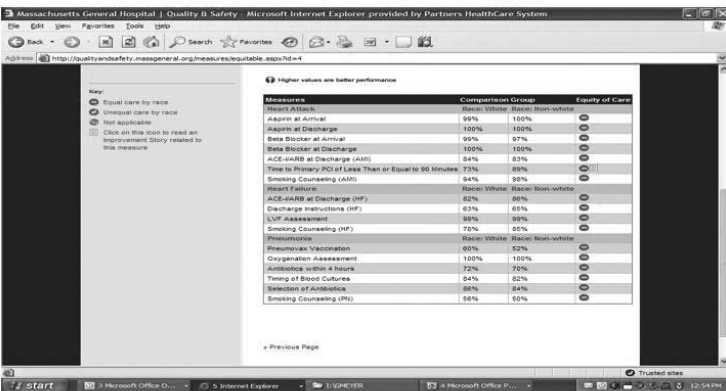 Massachusetts General Hospital | Quality & Safety - Microsoft Internet Explorer provided by Partners HealthCare System
File Edit View Favorites Tools Help
Back Search Favorites
Address http://qualityandsafety.massgeneral.org/measures/equitable.aspx?id=4
Higher values are better performance
Key:
Equal care by race
Unequal care by race
Not applicable
Click on this icon to read an
Improvement Story related to
this measure
Measures Comparison Group Equity of Care
Heart Attack Race: White Race: Non-white
Aspirin at Arrival 99% 100%
Aspirin at Discharge 100% 100%
Beta Blocker at Arrival 99% 97%
Beta Blocker at Discharge 100% 100%
ACE-I/ARB at Discharge (AMI) 84% 83%
Time to Primary PCI of Less Than or Equal to 90 Minutes 73% 89%
Smoking Counseling (AMI) 94% 98%
Heart Failure Race: White Race: Non-white
ACE-I/ARB at Discharge (HF) 82% 86%
Discharge Instructions (HF) 63% 65%
LVF Assessment 99% 99%
Smoking Counseling (HF) 78% 85%
Pneumonia Race: White Race: Non-white
Pneumovax Vaccination 60% 52%
Oxygenation Assessment 100% 100%
Antibiotics within 4 hours 72% 70%
Timing of Blood Cultures 84% 82%
Selection of Antibiotics 86% 84%
Smoking Counseling (PN) 56% 50%
« Previous Page
Trusted sites
start 3 Microsoft Office O... 5 Internet Explorer I:\GMEYER 4 Microsoft Office P... 12:54 PM